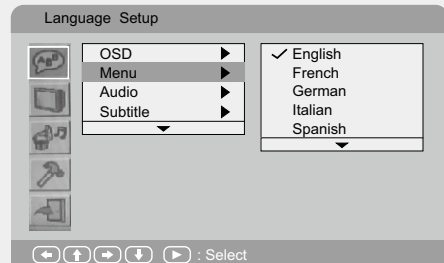 Language Setup
OSD
Menu
Audio
Subtitle
English
French
German
Italian
Spanish
: Select